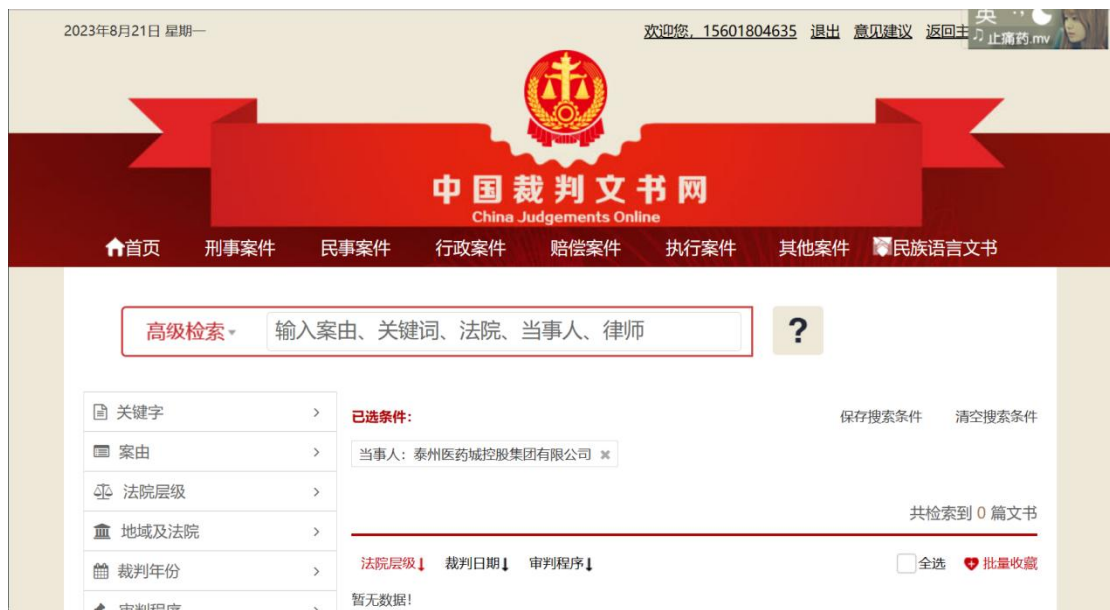 2023年8月21日 星期一
欢迎您，15601804635 退出 意见建议 返回主
英
止痛药.mv
中国裁判文书网
China Judgements Online
首页 刑事案件 民事案件 行政案件 赔偿案件 执行案件 其他案件 民族语言文书
高级检索 输入案由、关键词、法院、当事人、律师 ?
关键字
已选条件： 保存搜索条件 清空搜索条件
案由
当事人：泰州医药城控股集团有限公司 ×
法院层级
共检索到 0 篇文书
地域及法院
法院层级 裁判日期 审判程序 全选 批量收藏
裁判年份
暂无数据！
审判程序